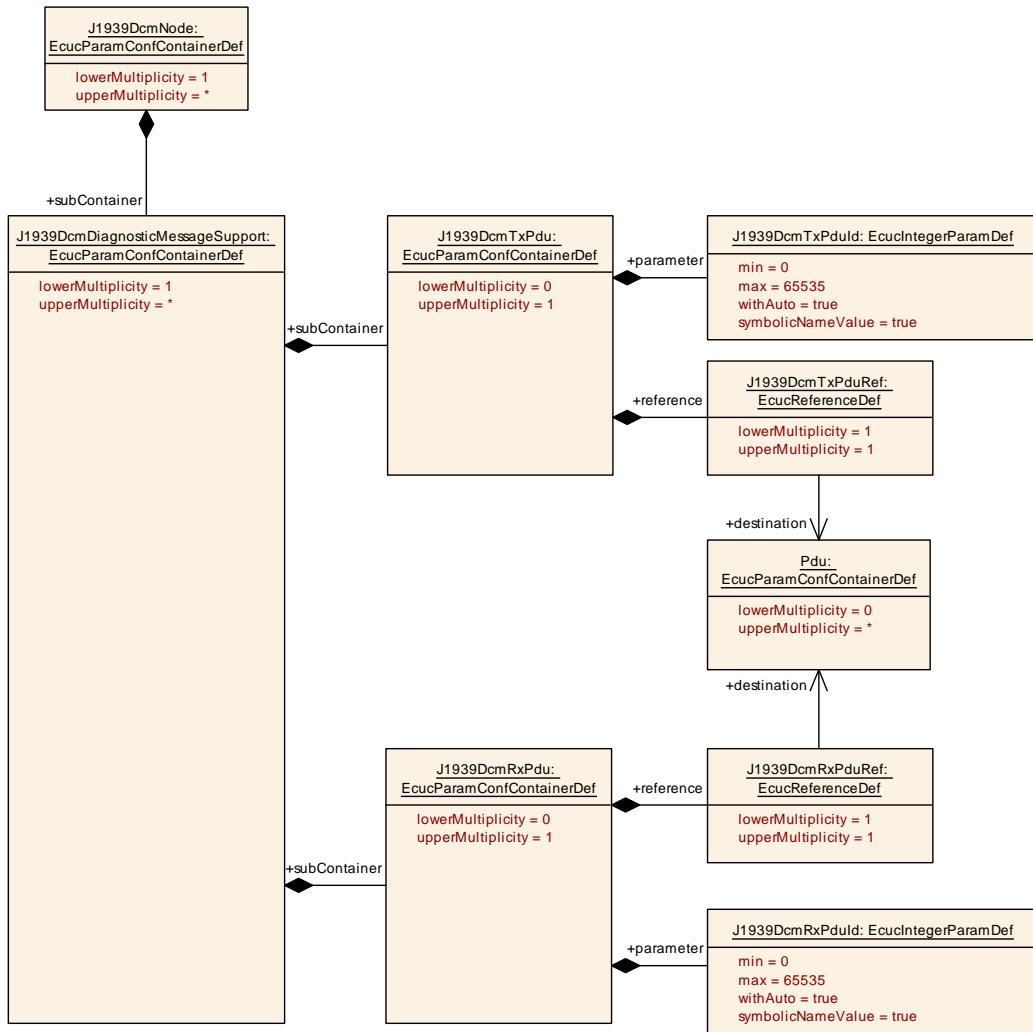 J1939DcmNode:
EcucParamConfContainerDef
lowerMultiplicity = 1
upperMultiplicity = *
+subContainer
J1939DcmDiagnosticMessageSupport:
EcucParamConfContainerDef
lowerMultiplicity = 1
upperMultiplicity = *
+subContainer
J1939DcmTxPdu:
EcucParamConfContainerDef
lowerMultiplicity = 0
upperMultiplicity = 1
+parameter
J1939DcmTxPduId: EcucIntegerParamDef
min = 0
max = 65535
withAuto = true
symbolicNameValue = true
+reference
J1939DcmTxPduRef:
EcucReferenceDef
lowerMultiplicity = 1
upperMultiplicity = 1
+destination
Pdu:
EcucParamConfContainerDef
lowerMultiplicity = 0
upperMultiplicity = *
+destination
+subContainer
J1939DcmRxPdu:
EcucParamConfContainerDef
lowerMultiplicity = 0
upperMultiplicity = 1
+reference
J1939DcmRxPduRef:
EcucReferenceDef
lowerMultiplicity = 1
upperMultiplicity = 1
+parameter
J1939DcmRxPduId: EcucIntegerParamDef
min = 0
max = 65535
withAuto = true
symbolicNameValue = true